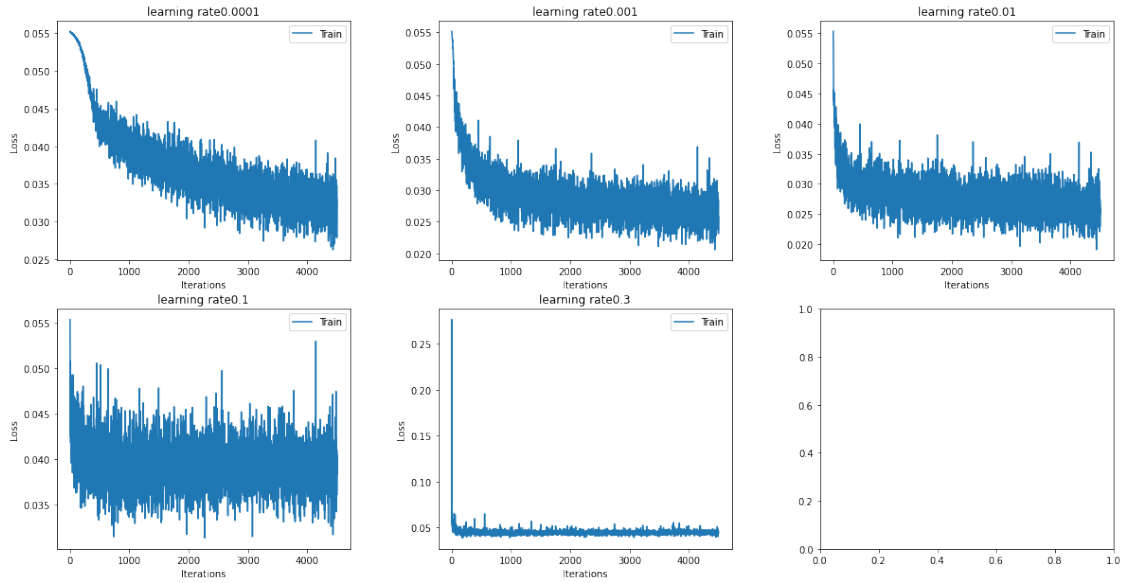 learning rate0.0001
Train
0.055
0.050
0.045
0.040
0.035
0.030
0.025
Loss
0 1000 2000 3000 4000
Iterations
learning rate0.001
Train
0.055
0.050
0.045
0.040
0.035
0.030
0.025
0.020
Loss
0 1000 2000 3000 4000
Iterations
learning rate0.01
Train
0.055
0.050
0.045
0.040
0.035
0.030
0.025
0.020
Loss
0 1000 2000 3000 4000
Iterations
learning rate0.1
Train
0.055
0.050
0.045
0.040
0.035
Loss
0 1000 2000 3000 4000
Iterations
learning rate0.3
Train
0.25
0.20
0.15
0.10
0.05
Loss
0 1000 2000 3000 4000
Iterations
1.0
0.8
0.6
0.4
0.2
0.0
0.0 0.2 0.4 0.6 0.8 1.0